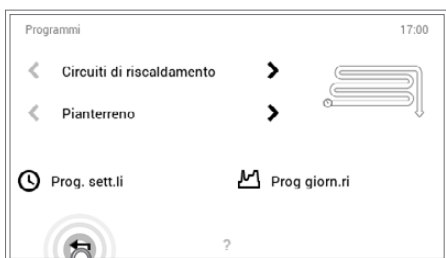 Programmi 17:00
Circuiti di riscaldamento
Pianterreno
Prog. sett.li Prog giorn.ri
?